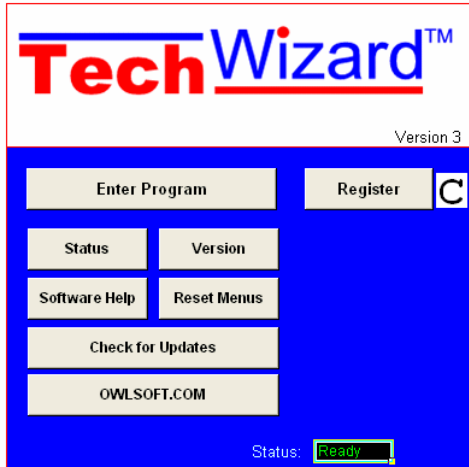 TechWizard™
Version 3
Enter Program Register C
Status Version
Software Help Reset Menus
Check for Updates
OWLSOFT.COM
Status: Ready